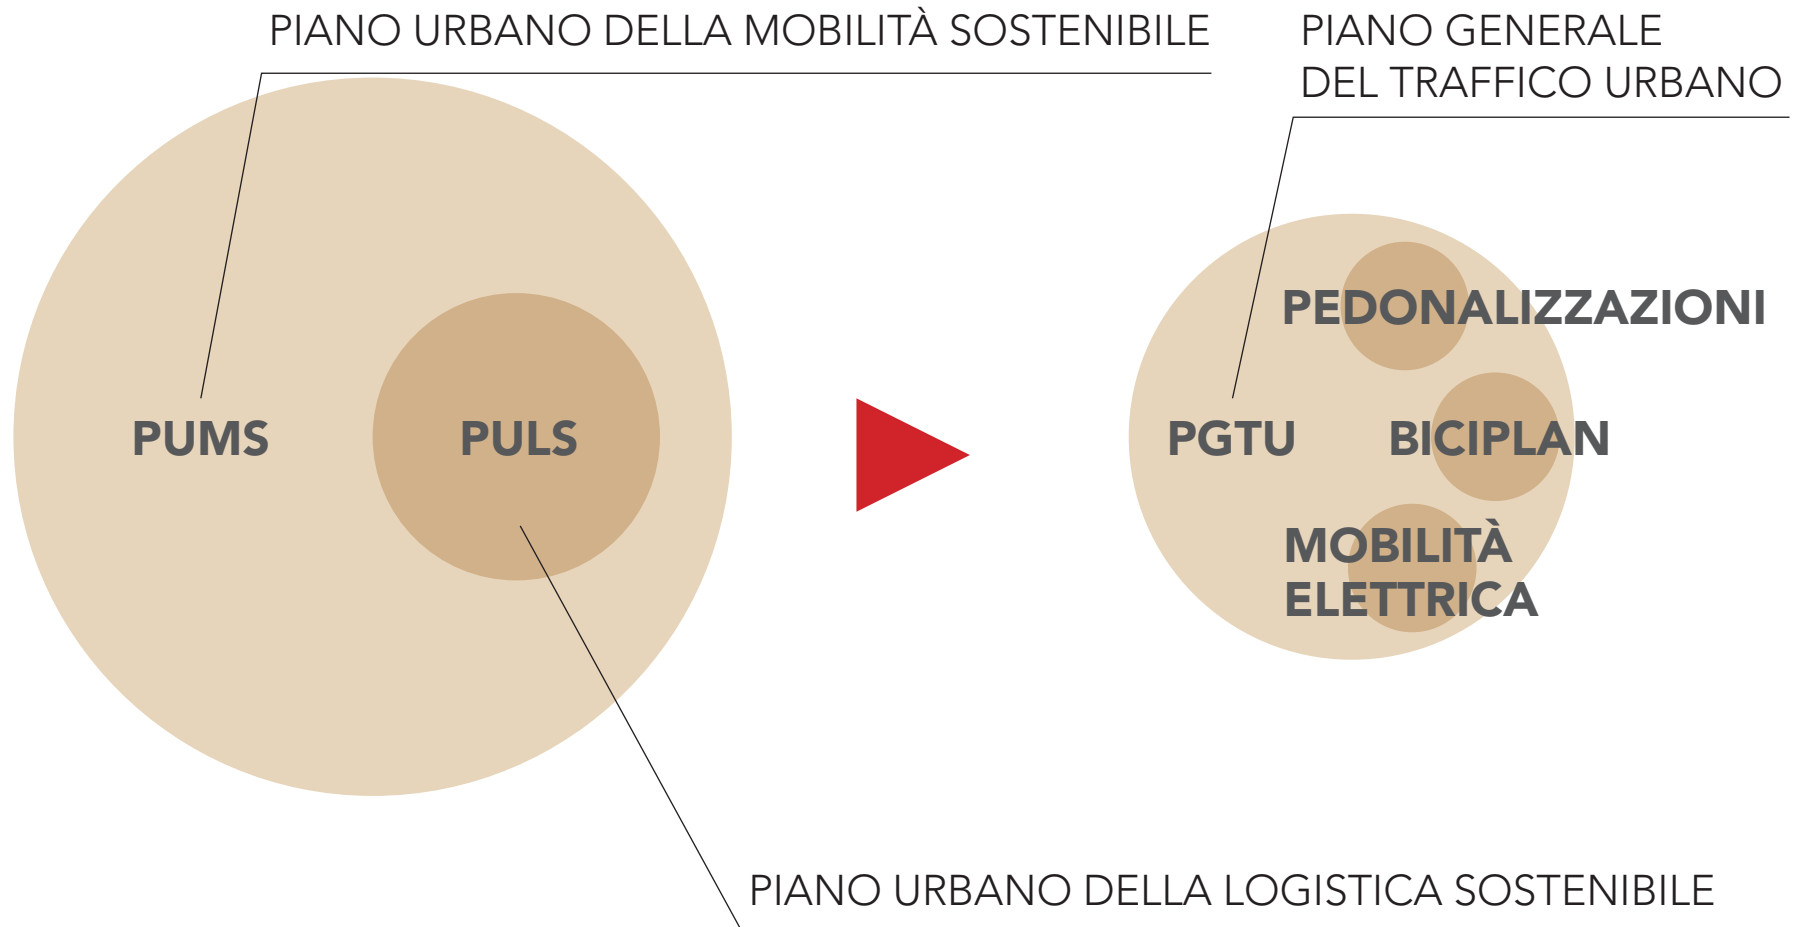 PIANO URBANO DELLA MOBILITÀ SOSTENIBILE
PIANO GENERALE
DEL TRAFFICO URBANO
PUMS
PULS
PEDONALIZZAZIONI
PGTU
BICIPLAN
MOBILITÀ
ELETTRICA
PIANO URBANO DELLA LOGISTICA SOSTENIBILE